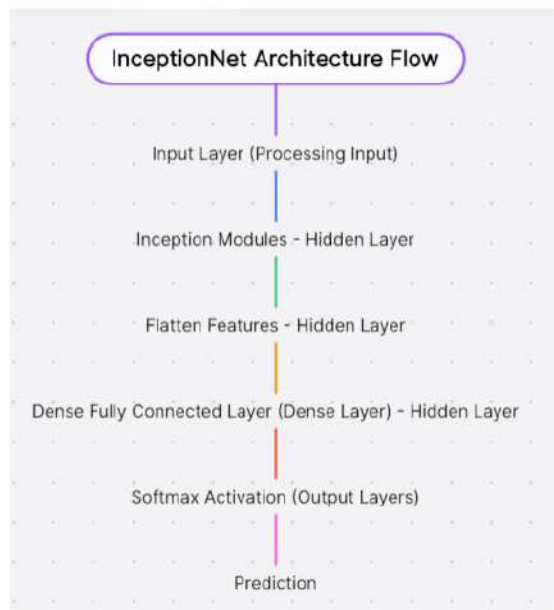 InceptionNet Architecture Flow
Input Layer (Processing Input)
Inception Modules - Hidden Layer
Flatten Features - Hidden Layer
Dense Fully Connected Layer (Dense Layer) - Hidden Layer
Softmax Activation (Output Layers)
Prediction